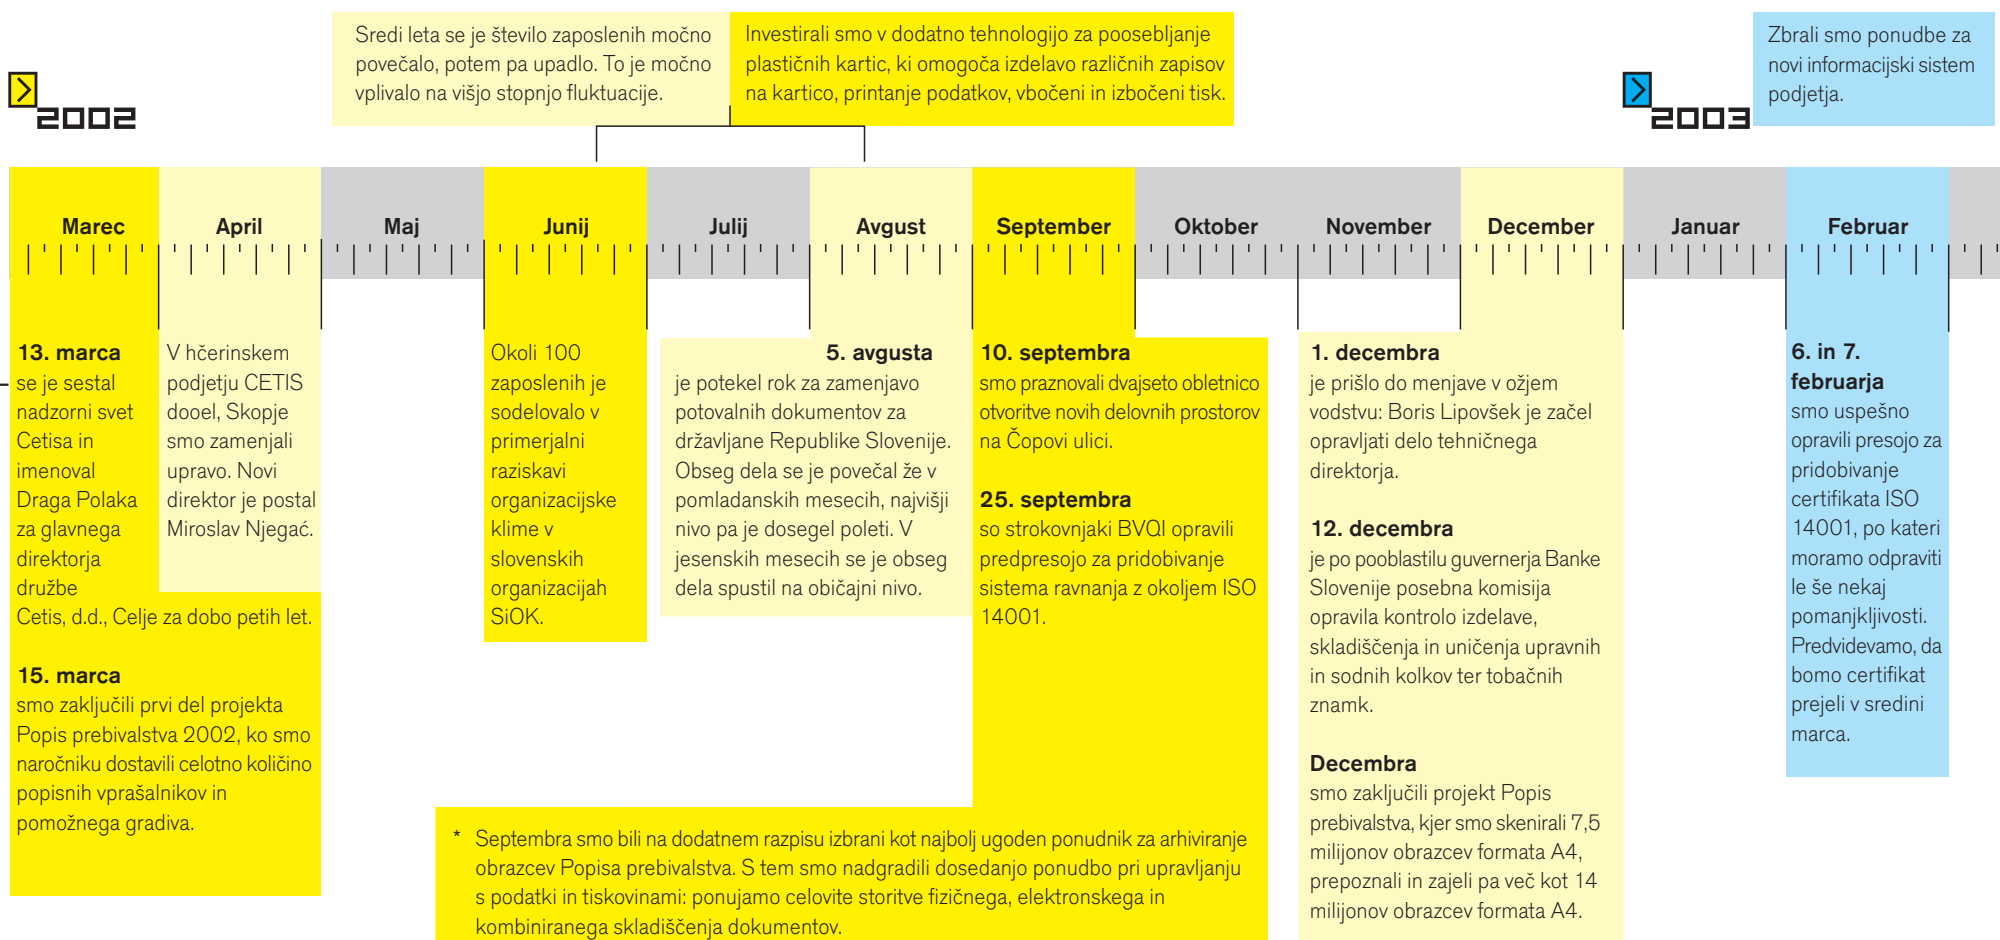 2002
Sredi leta se je število zaposlenih močno
povečalo, potem pa upadlo. To je močno
vplivalo na višjo stopnjo fluktuacije.
Investirali smo v dodatno tehnologijo za poosebljanje
plastičnih kartic, ki omogoča izdelavo različnih zapisov
na kartico, printanje podatkov, vbočeni in izbočeni tisk.
2003
Zbrali smo ponudbe za
novi informacijski sistem
podjetja.
Marec April Maj Junij Julij Avgust September Oktober November December Januar Februar
13. marca
se je sestal
nadzorni svet
Cetisa in
imenoval
Draga Polaka
za glavnega
direktorja
družbe
Cetis, d.d., Celje za dobo petih let.
15. marca
smo zaključili prvi del projekta
Popis prebivalstva 2002, ko smo
naročniku dostavili celotno količino
popisnih vprašalnikov in
pomožnega gradiva.
V hčerinskem
podjetju CETIS
dooel, Skopje
smo zamenjali
upravo. Novi
direktor je postal
Miroslav Njegać.
Okoli 100
zaposlenih je
sodelovalo v
primerjalni
raziskavi
organizacijske
klime v
slovenskih
organizacijah
SiOK.
5. avgusta
je potekel rok za zamenjavo
potovalnih dokumentov za
državljane Republike Slovenije.
Obseg dela se je povečal že v
pomladanskih mesecih, najvišji
nivo pa je dosegel poleti. V
jesenskih mesecih se je obseg
dela spustil na običajni nivo.
10. septembra
smo praznovali dvajseto obletnico
otvoritve novih delovnih prostorov
na Čopovi ulici.
25. septembra
so strokovnjaki BVQI opravili
predpresojo za pridobivanje
sistema ravnanja z okoljem ISO
14001.
* Septembra smo bili na dodatnem razpisu izbrani kot najbolj ugoden ponudnik za arhiviranje
obrazcev Popisa prebivalstva. S tem smo nadgradili dosedanjo ponudbo pri upravljanju
s podatki in tiskovinami: ponujamo celovite storitve fizičnega, elektronskega in
kombiniranega skladiščenja dokumentov.
1. decembra
je prišlo do menjave v ožjem
vodstvu: Boris Lipovšek je začel
opravljati delo tehničnega
direktorja.
12. decembra
je po pooblastilu guvernerja Banke
Slovenije posebna komisija
opravila kontrolo izdelave,
skladiščenja in uničenja upravnih
in sodnih kolkov ter tobačnih
znamk.
Decembra
smo zaključili projekt Popis
prebivalstva, kjer smo skenirali 7,5
milijonov obrazcev formata A4,
prepoznali in zajeli pa več kot 14
milijonov obrazcev formata A4.
6. in 7.
februarja
smo uspešno
opravili presojo za
pridobivanje
certifikata ISO
14001, po kateri
moramo odpraviti
le še nekaj
pomanjkljivosti.
Predvidevamo, da
bomo certifikat
prejeli v sredini
marca.